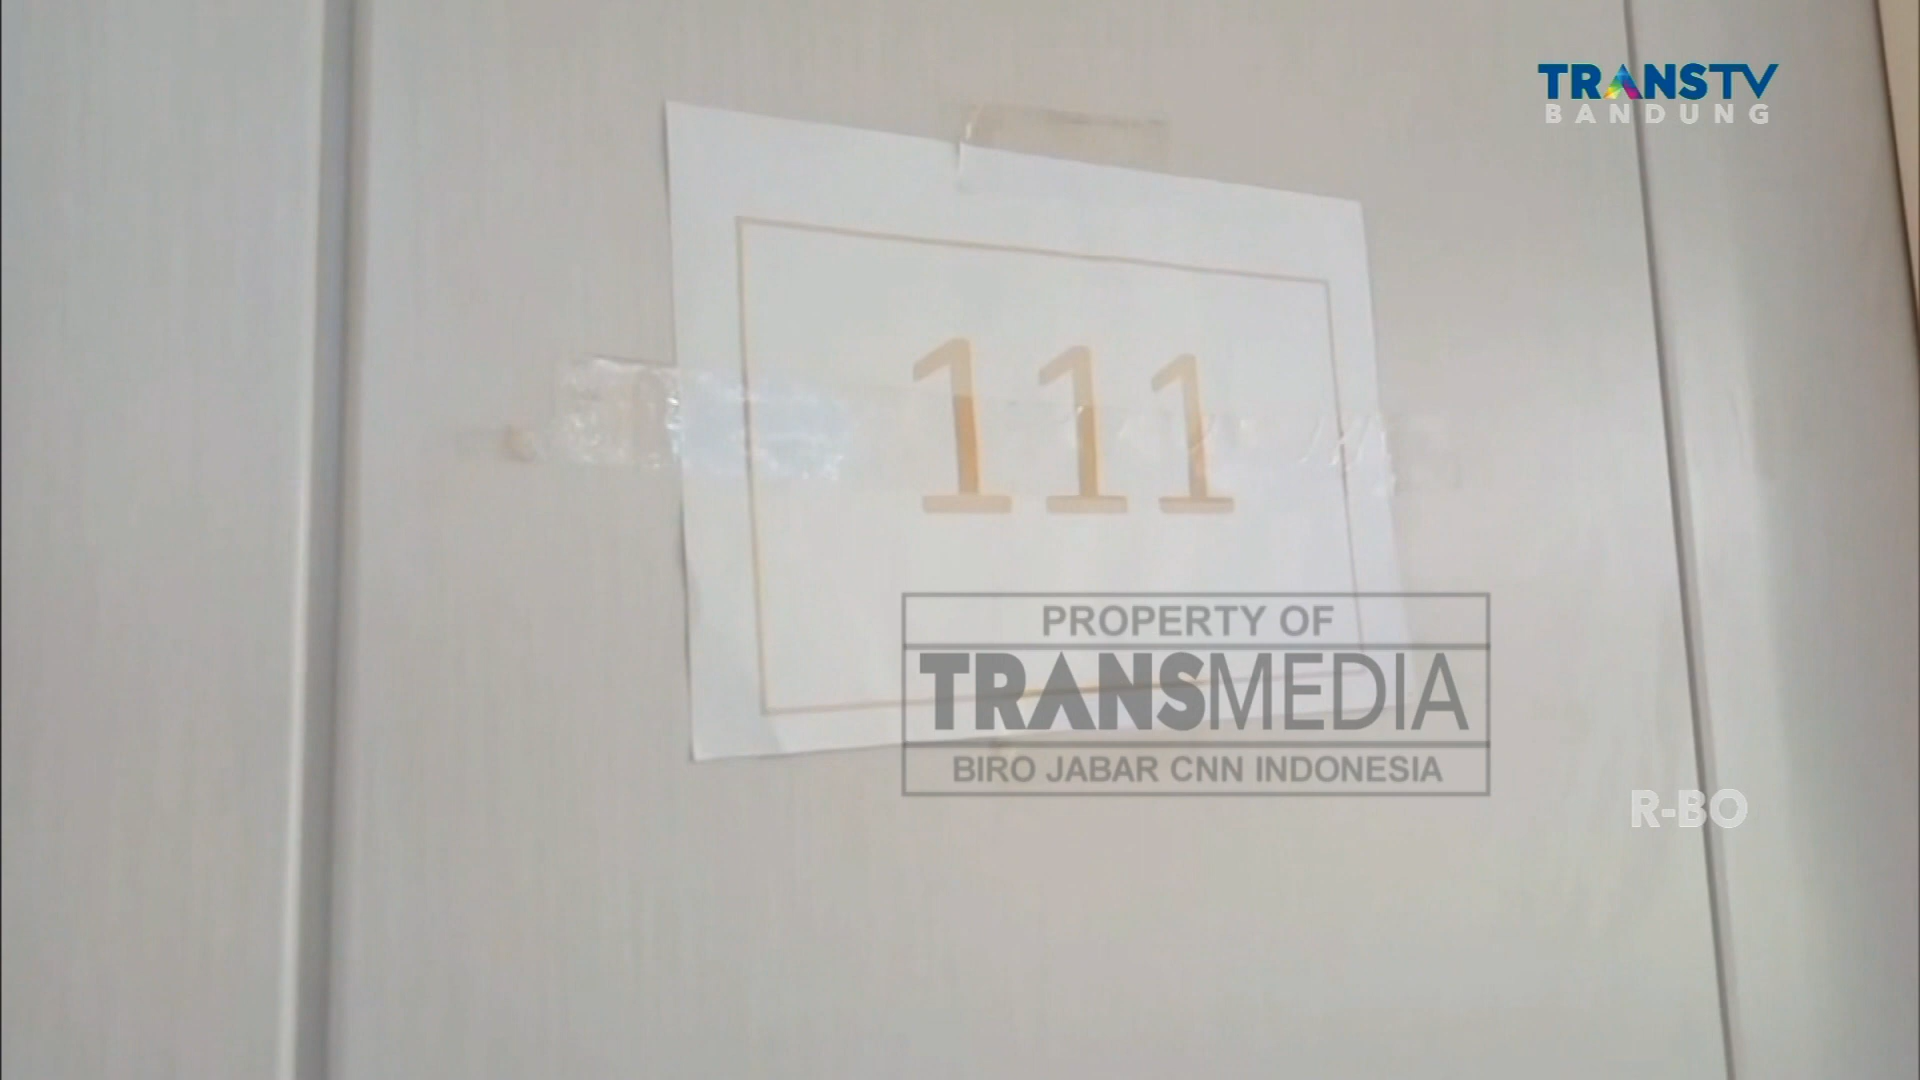 TRANSTV
BANDUNG
111
PROPERTY OF
TRANSMEDIA
BIRO JABAR CNN INDONESIA
R-BO